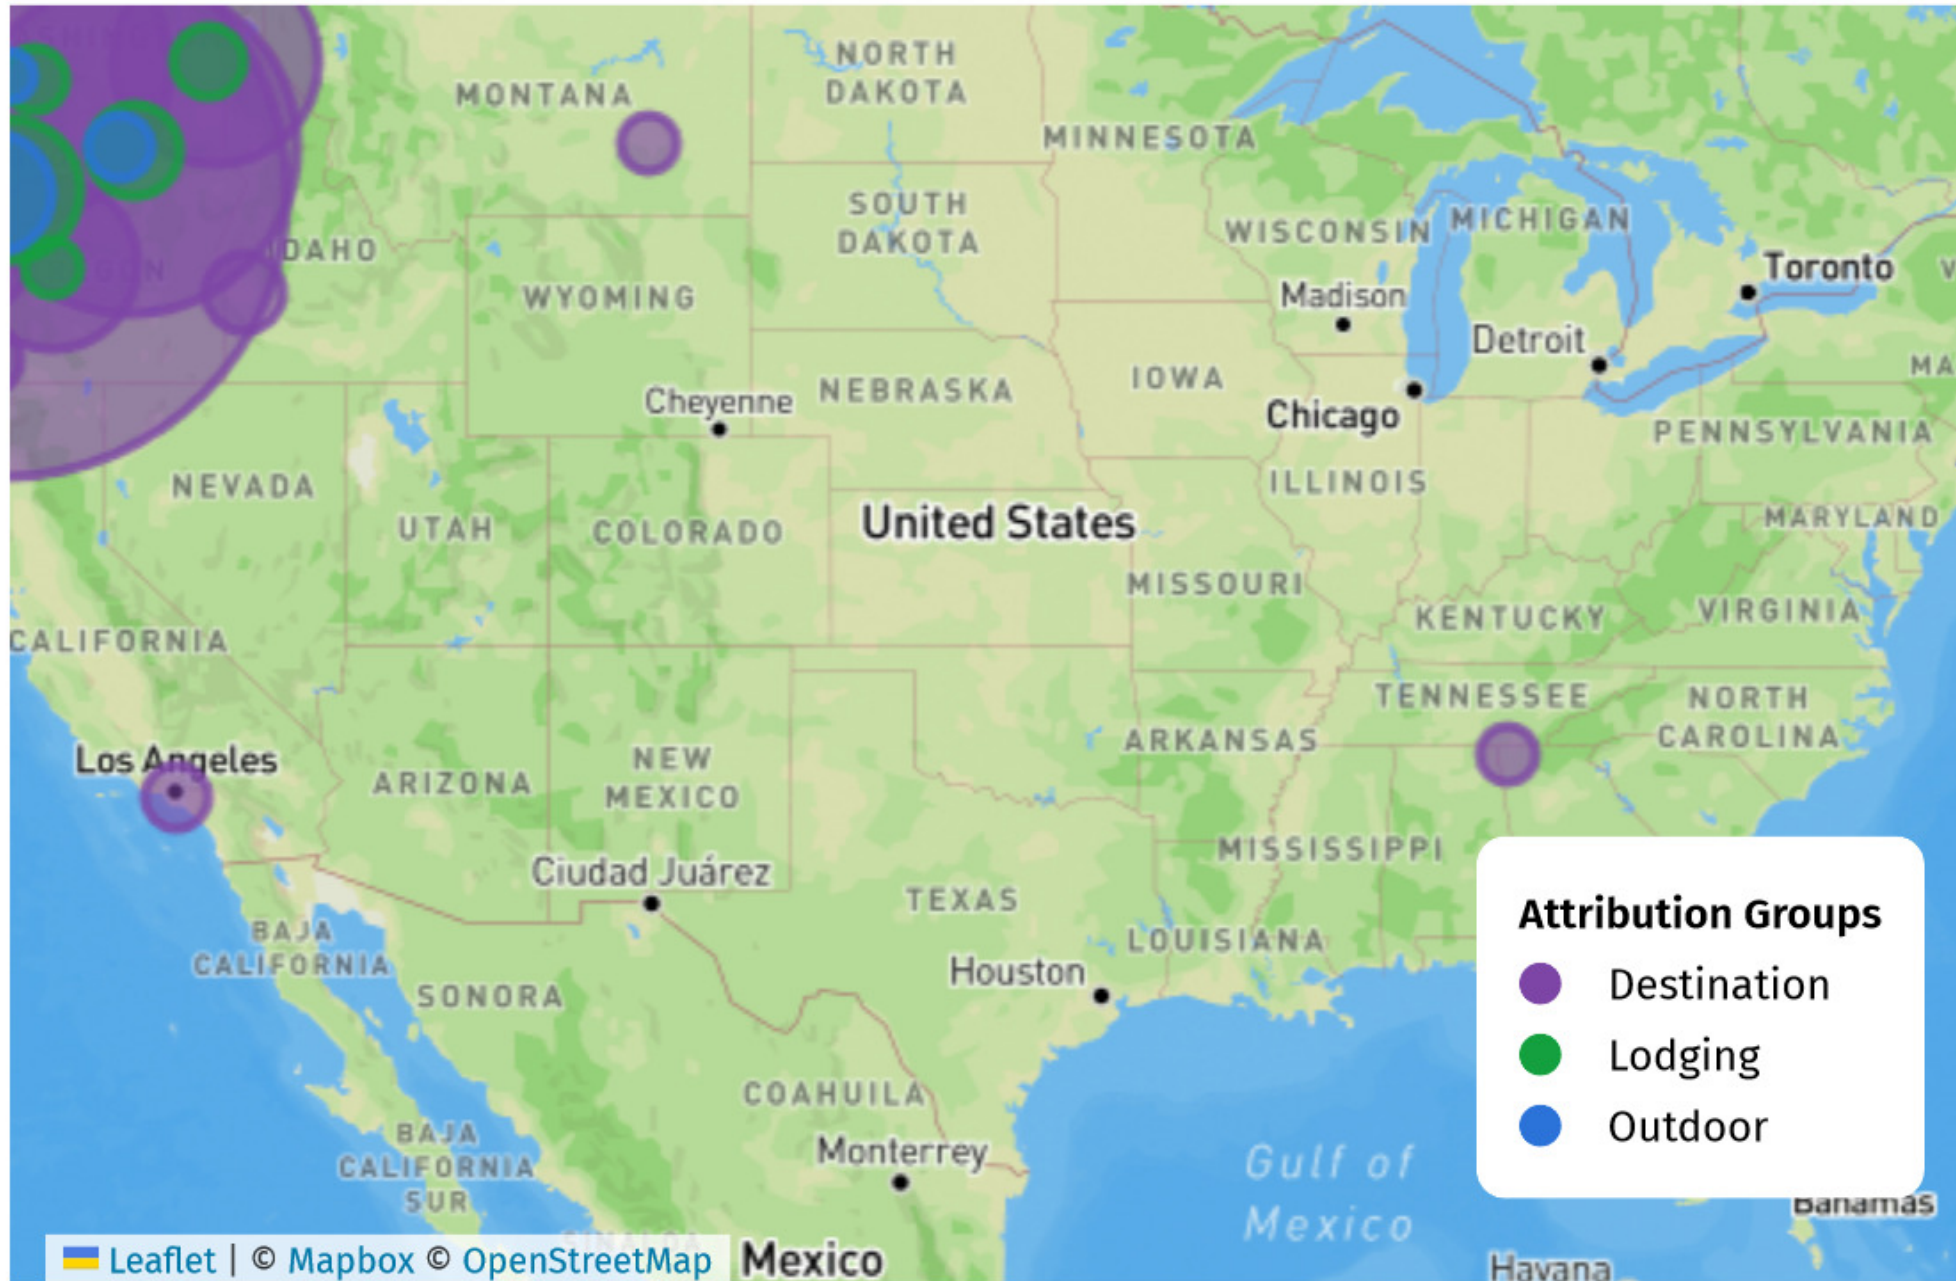 NORTH
DAKOTA
MONTANA
MINNESOTA
SOUTH
DAKOTA
WISCONSIN
MICHIGAN
IDAHO
Toronto
WYOMING
Madison
Detroit
IOWA
MA
Cheyenne
NEBRASKA
Chicago
PENNSYLVANIA
NEVADA
ILLINOIS
UTAH
COLORADO
United States
MARYLAND
MISSOURI
KENTUCKY
VIRGINIA
CALIFORNIA
TENNESSEE
NORTH
CAROLINA
ARKANSAS
Los Angeles
ARIZONA
NEW
MEXICO
MISSISSIPPI
Ciudad Juárez
TEXAS
Attribution Groups
BAJA
CALIFORNIA
LOUISIANA
Houston
Destination
SONORA
Lodging
COAHUILA
Outdoor
BAJA
CALIFORNIA
SUR
Monterrey
Gulf of
Mexico
Bahamas
SINALOA
Leaflet | © Mapbox © OpenStreetMap
Mexico
Havana